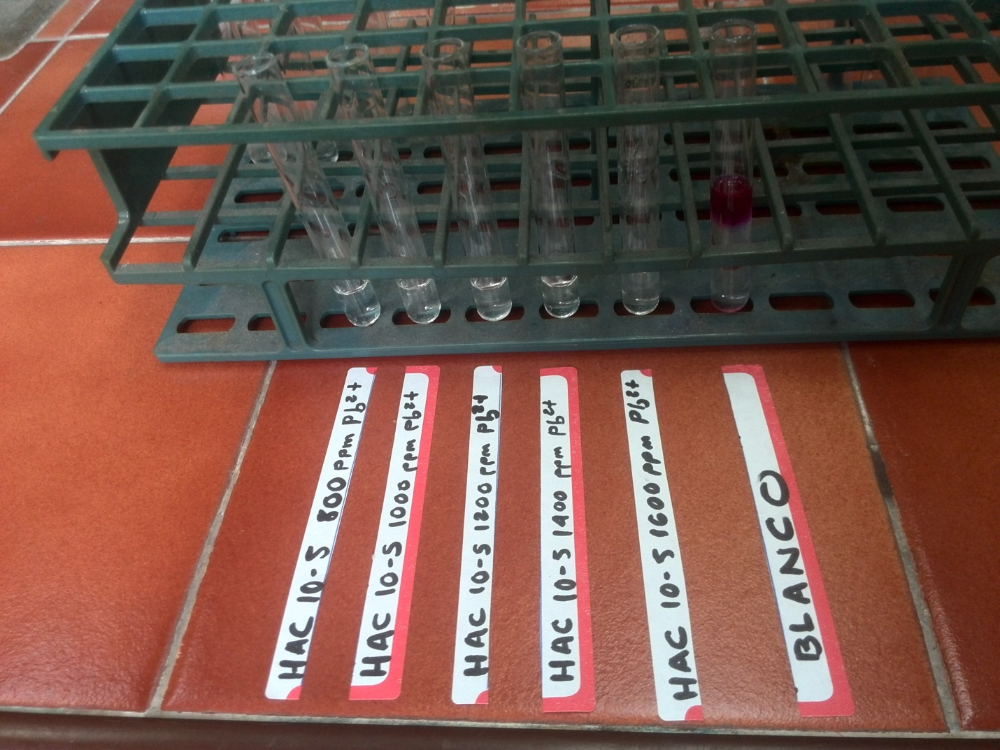 HAC 10-5 800 ppm Pb2+
HAC 10-5 1000 ppm Pb2+
HAC 10-5 1200 ppm Pb2+
HAC 10-5 1400 ppm Pb2+
HAC 10-5 1600 ppm Pb2+
BLANCO